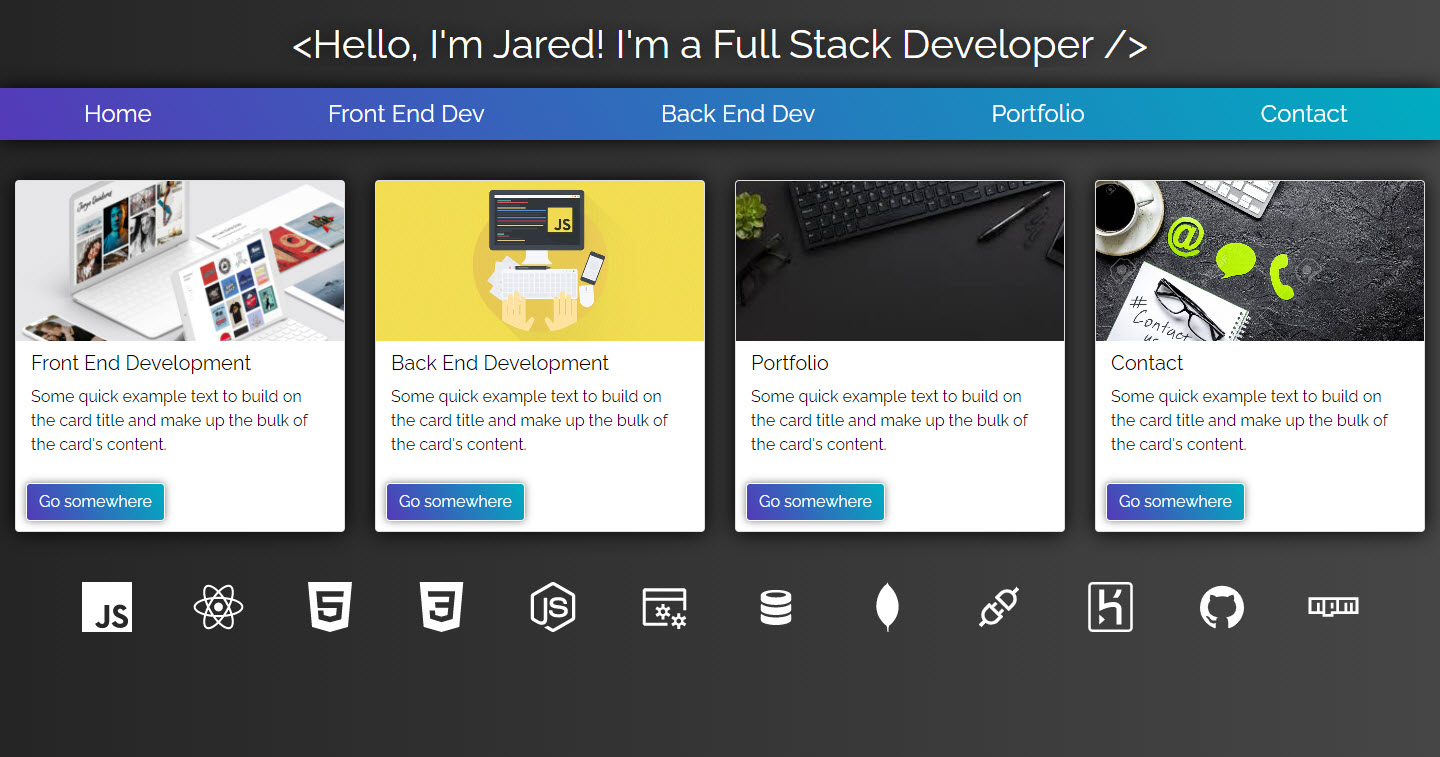 <Hello, I'm Jared! I'm a Full Stack Developer />
Home Front End Dev Back End Dev Portfolio Contact
JS
@
#
Contact
us
Front End Development
Some quick example text to build on
the card title and make up the bulk of
the card's content.
Go somewhere
Back End Development
Some quick example text to build on
the card title and make up the bulk of
the card's content.
Go somewhere
Portfolio
Some quick example text to build on
the card title and make up the bulk of
the card's content.
Go somewhere
Contact
Some quick example text to build on
the card title and make up the bulk of
the card's content.
Go somewhere
JS 5 3 JS npm